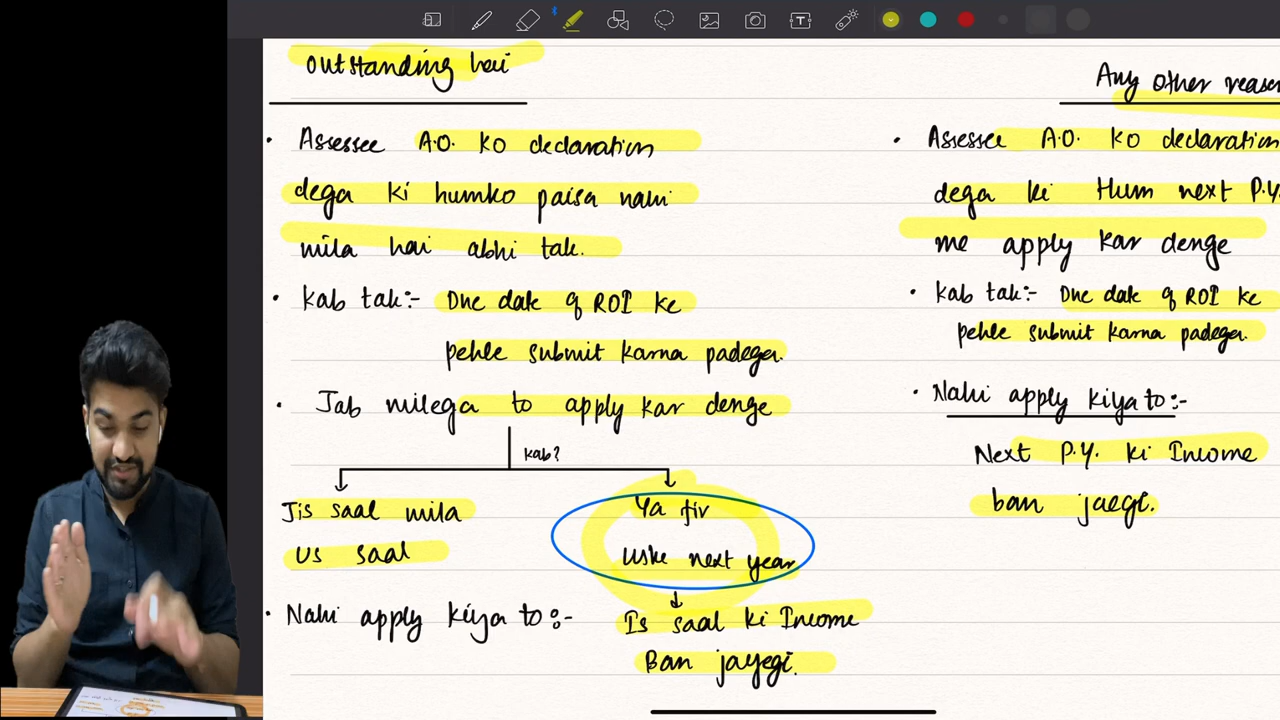 outstanding hai
• Assessee A.O. ko declaration
dega ki humko paisa nahi
mila hai abhi tak.
• Kab tak:- Due date of ROI ke
pehle submit karna padega.
• Jab milega to apply kar denge
kab?
Jis saal mila
us saal
Ya fir
uske next year
• Nahi apply kiya to:-
Is saal ki Income
Ban jayegi.
Any other reason
• Assessee A.O. ko declaration
dega ki Hum next P.Y.
me apply kar denge
• Kab tak:- Due date of ROI ke
pehle submit karna padega.
• Nahi apply kiya to:-
Next P.Y. ki Income
ban jaegi.